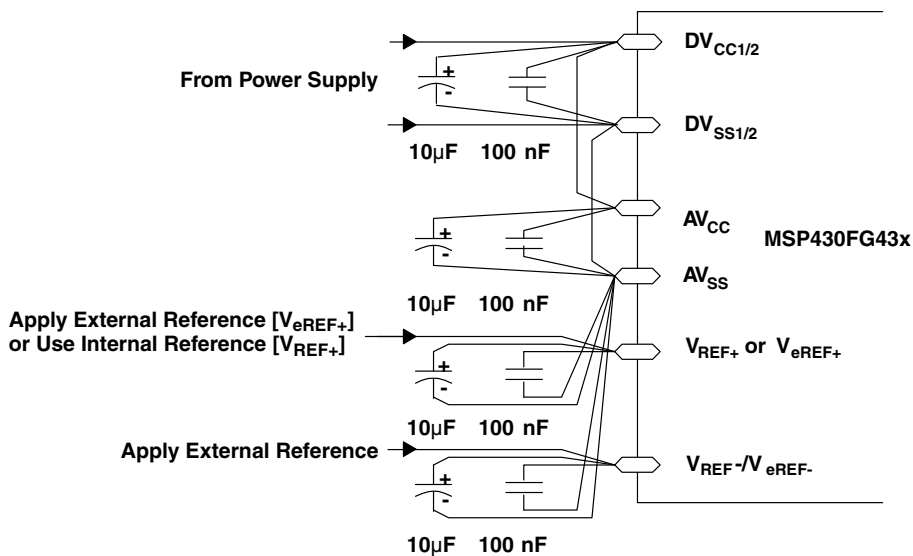 DVCC1/2
From Power Supply
+
-
DVSS1/2
10µF 100 nF
AVCC
MSP430FG43x
+
-
AVSS
10µF 100 nF
Apply External Reference [VeREF+]
or Use Internal Reference [VREF+]
VREF+ or VeREF+
+
-
10µF 100 nF
Apply External Reference
VREF-/VeREF-
+
-
10µF 100 nF